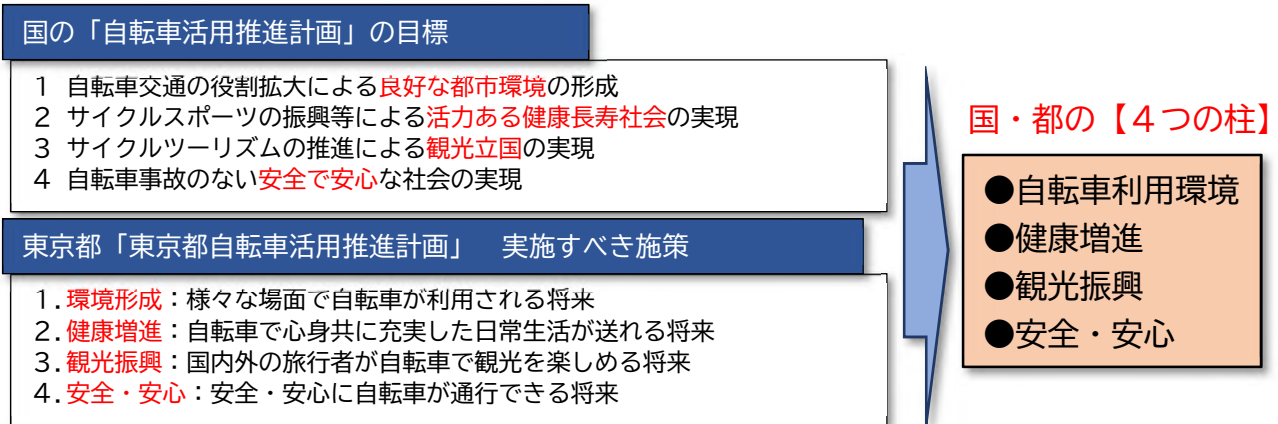 国の「自転車活用推進計画」の目標
1 自転車交通の役割拡大による良好な都市環境の形成
2 サイクルスポーツの振興等による活力ある健康長寿社会の実現
3 サイクルツーリズムの推進による観光立国の実現
4 自転車事故のない安全で安心な社会の実現
東京都「東京都自転車活用推進計画」　実施すべき施策
1.環境形成：様々な場面で自転車が利用される将来
2.健康増進：自転車で心身共に充実した日常生活が送れる将来
3.観光振興：国内外の旅行者が自転車で観光を楽しめる将来
4.安全・安心：安全・安心に自転車が通行できる将来
国・都の【４つの柱】
●自転車利用環境
●健康増進
●観光振興
●安全・安心